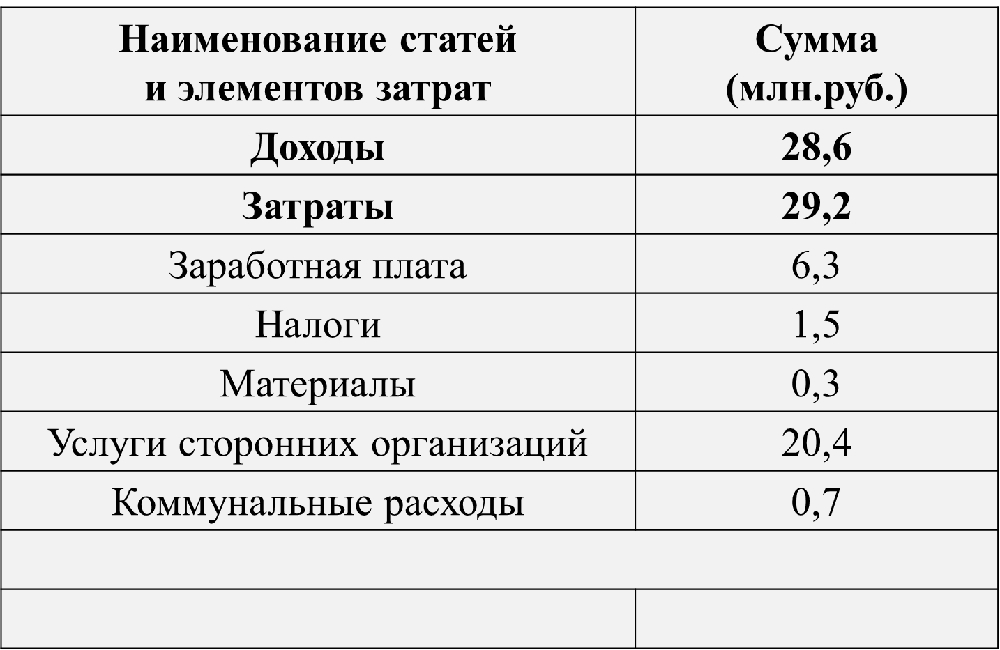 Наименование статей
и элементов затрат
Сумма
(млн.руб.)
Доходы 28,6
Затраты 29,2
Заработная плата 6,3
Налоги 1,5
Материалы 0,3
Услуги сторонних организаций 20,4
Коммунальные расходы 0,7